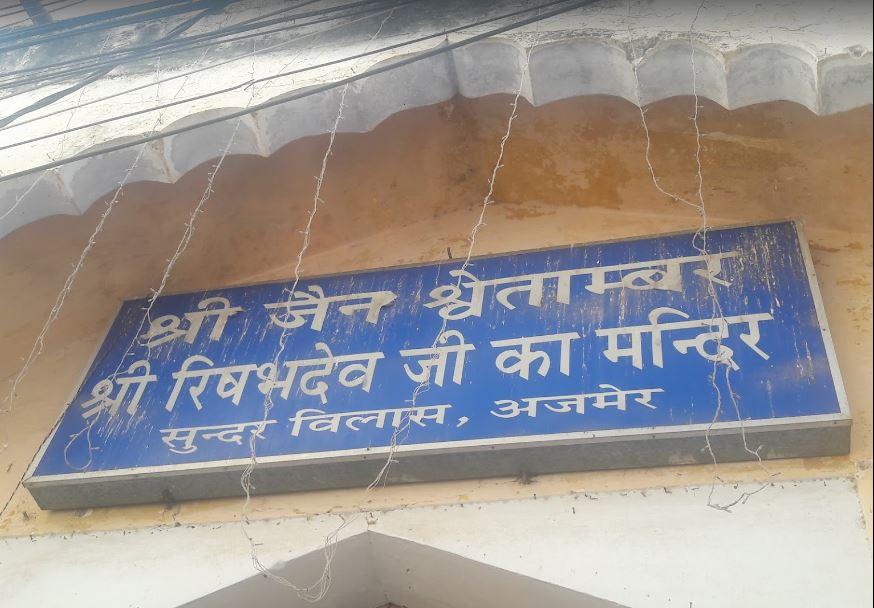 श्री जैन श्वेताम्बर
श्री रिषभदेव जी का मन्दिर
सुन्दर विलास, अजमेर